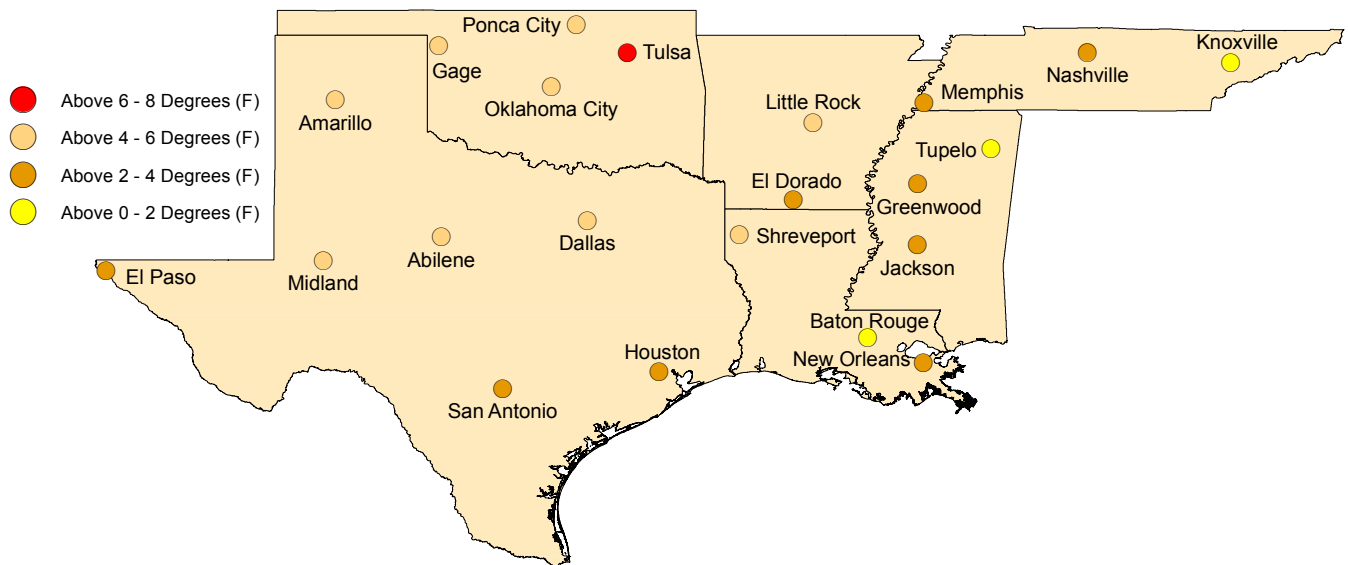 Ponca City
Knoxville
Tulsa
Gage
Nashville
Above 6 - 8 Degrees (F)
Oklahoma City
Little Rock
Memphis
Amarillo
Above 4 - 6 Degrees (F)
Tupelo
Above 2 - 4 Degrees (F)
El Dorado
Greenwood
Above 0 - 2 Degrees (F)
Dallas
Shreveport
Abilene
Jackson
El Paso
Midland
Baton Rouge
Houston
New Orleans
San Antonio